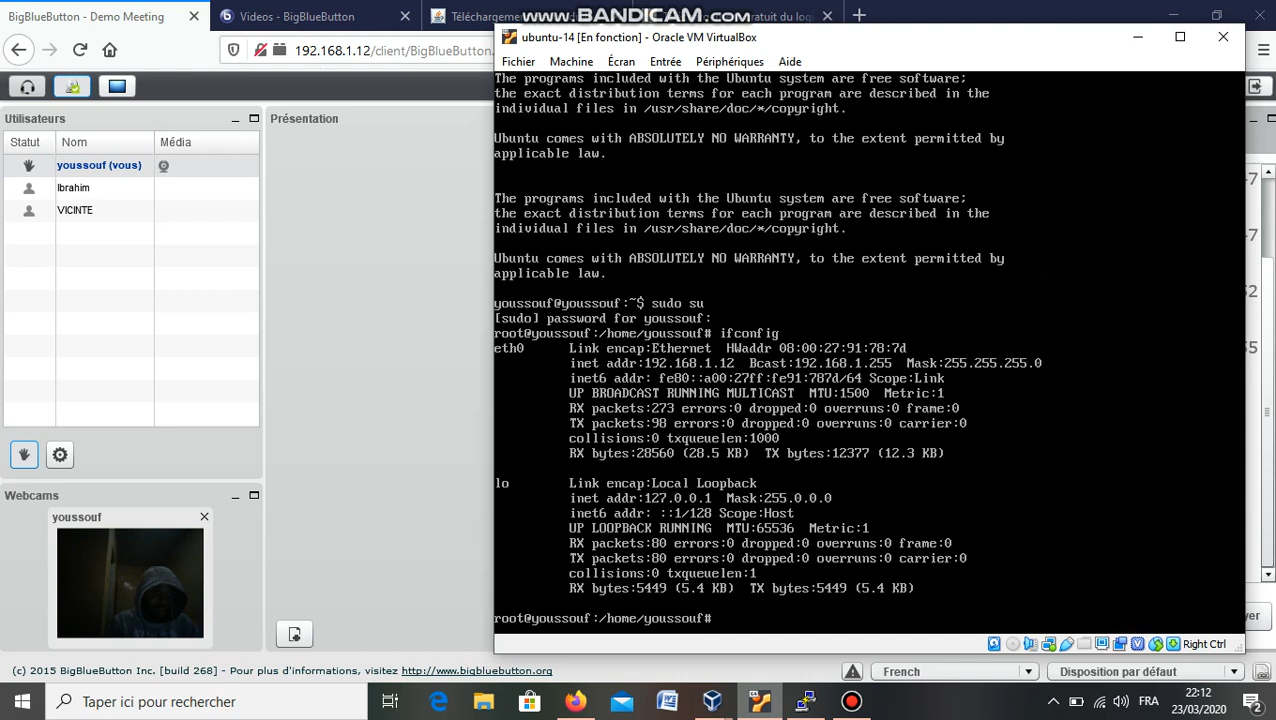 www.BANDICAM.com
BigBlueButton - Demo Meeting
Videos - BigBlueButton
Téléchargeme
ratuit du lo
192.168.1.12/client/BigBlueButton.
ubuntu-14 [En fonction] - Oracle VM VirtualBox
Fichier Machine Écran Entrée Périphériques Aide
Utilisateurs
Statut Nom Média
youssouf (vous)
Ibrahim
VICINTE
Présentation
Webcams
youssouf
The programs included with the Ubuntu system are free software;
the exact distribution terms for each program are described in the
individual files in /usr/share/doc/*/copyright.
Ubuntu comes with ABSOLUTELY NO WARRANTY, to the extent permitted by
applicable law.
The programs included with the Ubuntu system are free software;
the exact distribution terms for each program are described in the
individual files in /usr/share/doc/*/copyright.
Ubuntu comes with ABSOLUTELY NO WARRANTY, to the extent permitted by
applicable law.
youssouf@youssouf:~$ sudo su
[sudo] password for youssouf:
root@youssouf:/home/youssouf# ifconfig
eth0 Link encap:Ethernet HWaddr 08:00:27:91:78:7d
inet addr:192.168.1.12 Bcast:192.168.1.255 Mask:255.255.255.0
inet6 addr: fe80::a00:27ff:fe91:787d/64 Scope:Link
UP BROADCAST RUNNING MULTICAST MTU:1500 Metric:1
RX packets:273 errors:0 dropped:0 overruns:0 frame:0
TX packets:98 errors:0 dropped:0 overruns:0 carrier:0
collisions:0 txqueuelen:1000
RX bytes:28560 (28.5 KB) TX bytes:12377 (12.3 KB)
lo Link encap:Local Loopback
inet addr:127.0.0.1 Mask:255.0.0.0
inet6 addr: ::1/128 Scope:Host
UP LOOPBACK RUNNING MTU:65536 Metric:1
RX packets:80 errors:0 dropped:0 overruns:0 frame:0
TX packets:80 errors:0 dropped:0 overruns:0 carrier:0
collisions:0 txqueuelen:1
RX bytes:5449 (5.4 KB) TX bytes:5449 (5.4 KB)
root@youssouf:/home/youssouf#
Right Ctrl
47
47
52
55
yer
(c) 2015 BigBlueButton Inc. [build 268] - Pour plus d'informations, visitez http://www.bigbluebutton.org
French
Disposition par défaut
Taper ici pour rechercher
FRA
22:12
23/03/2020
2